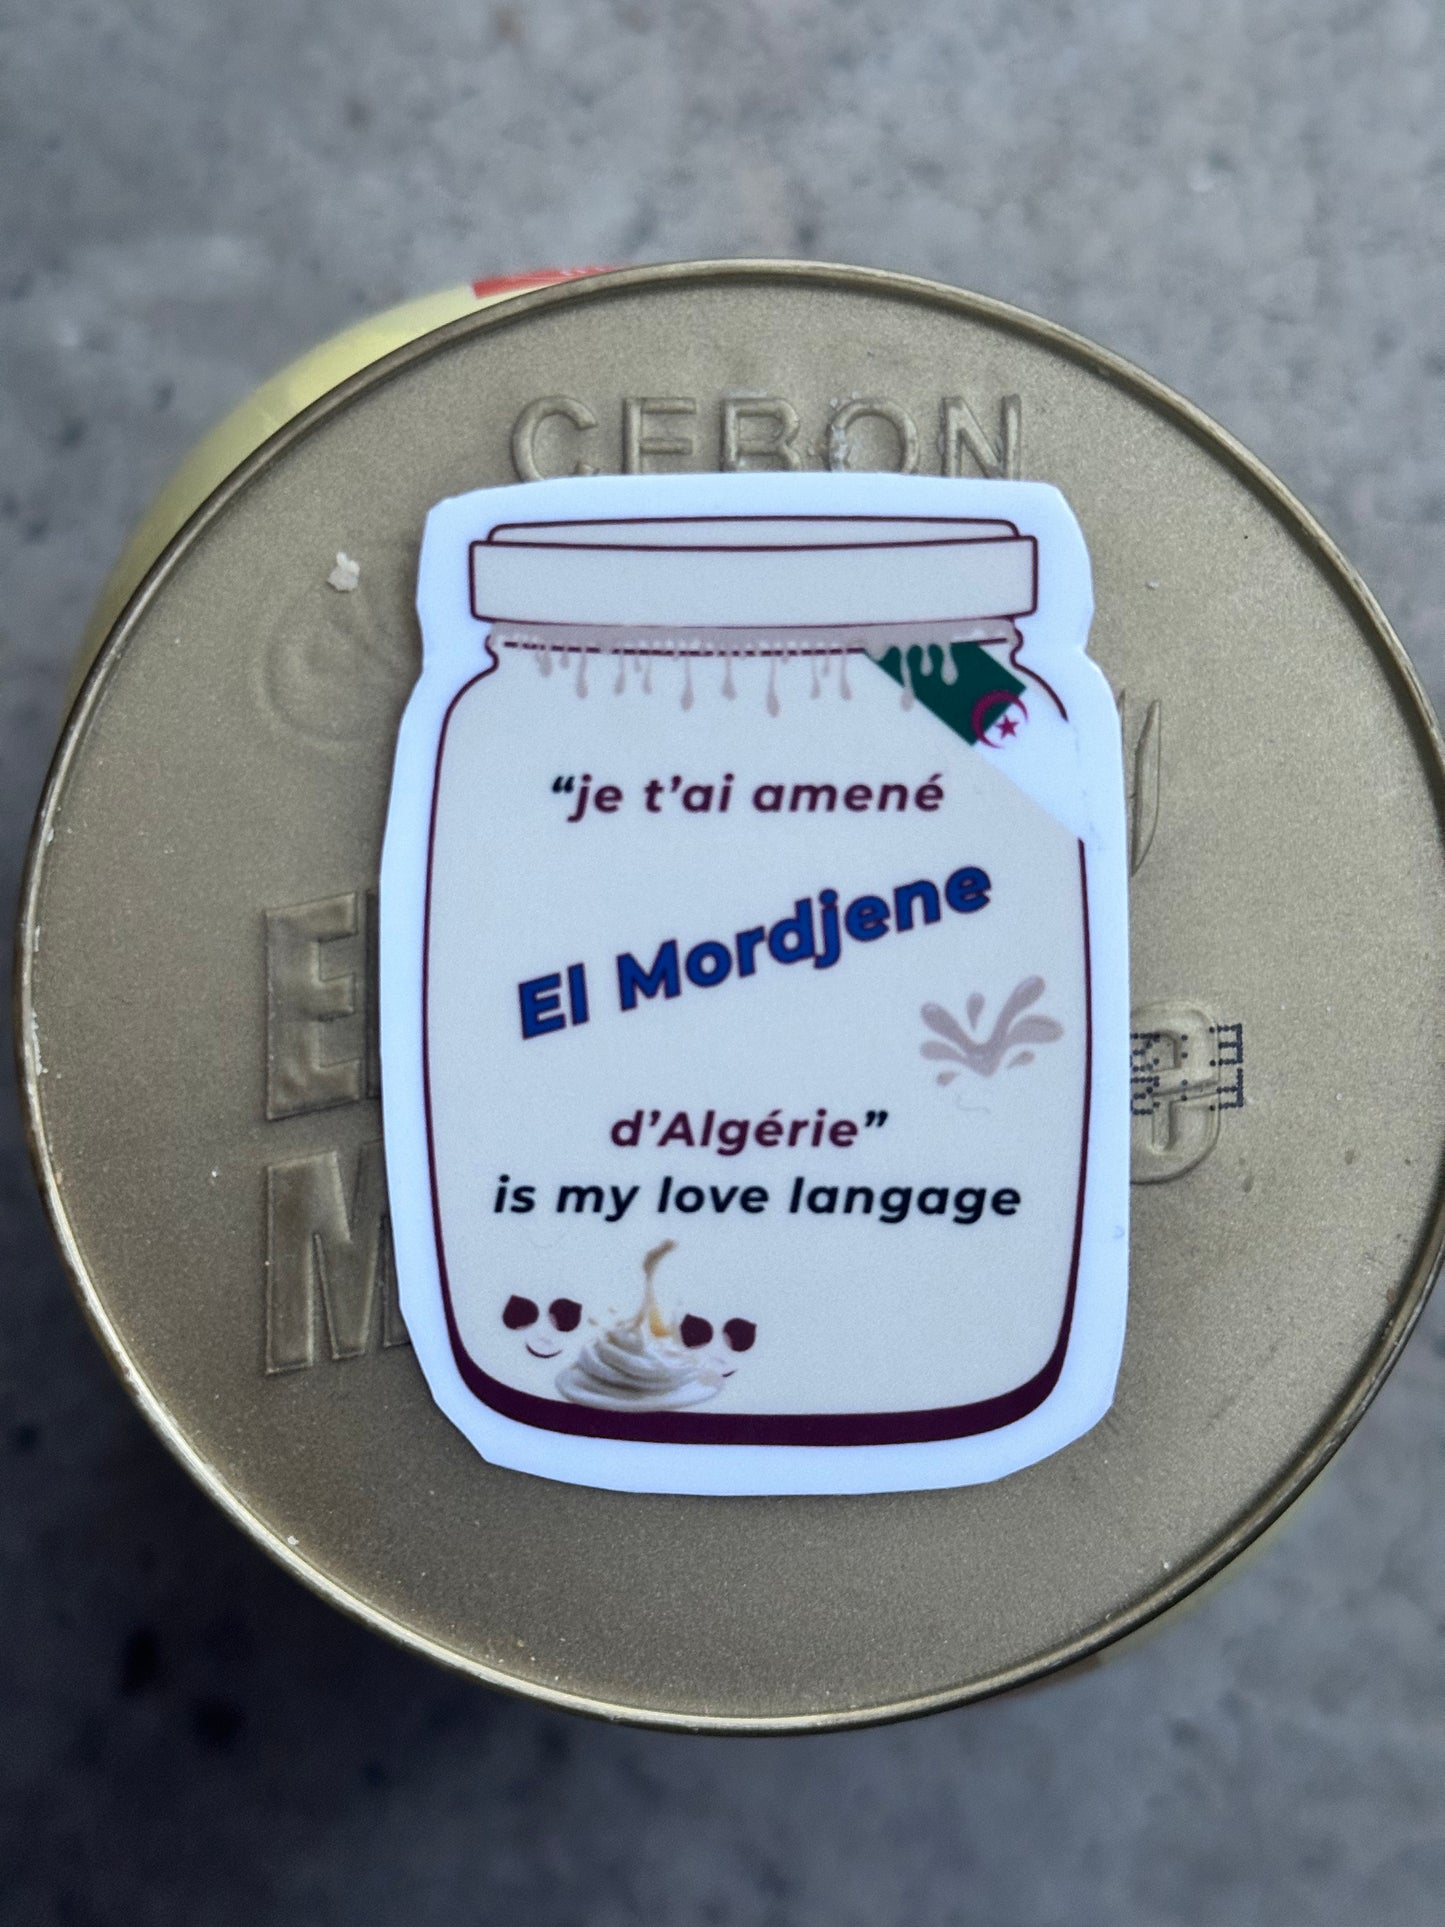 CEBON
“je t’ai amené
El Mordjene
d’Algérie”
is my love langage